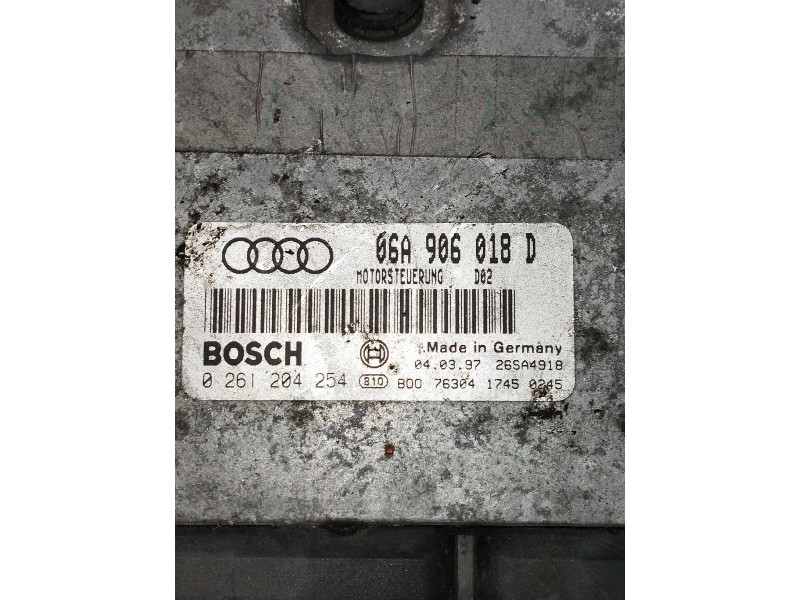 06A 906 018 D
MOTORSTEUERUNG D02
BOSCH
Made in Germany
04.03.97 26SA4918
0 261 204 254 810 B00 76304 1745 0245